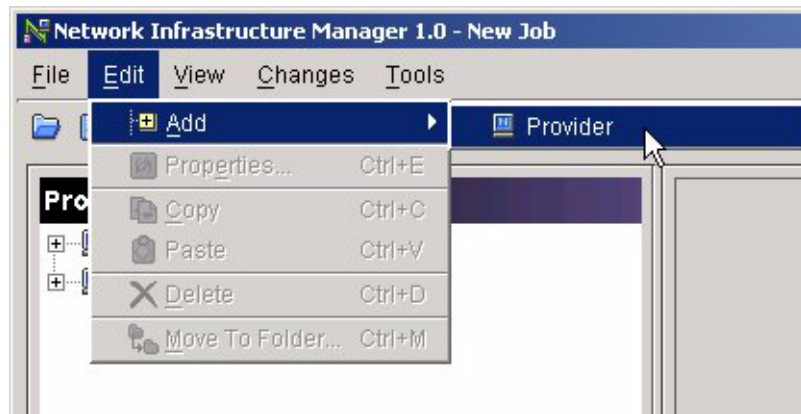 Network Infrastructure Manager 1.0 - New Job
File Edit View Changes Tools
Add Provider
Properties... Ctrl+E
Pro
Copy Ctrl+C
Paste Ctrl+V
Delete Ctrl+D
Move To Folder... Ctrl+M